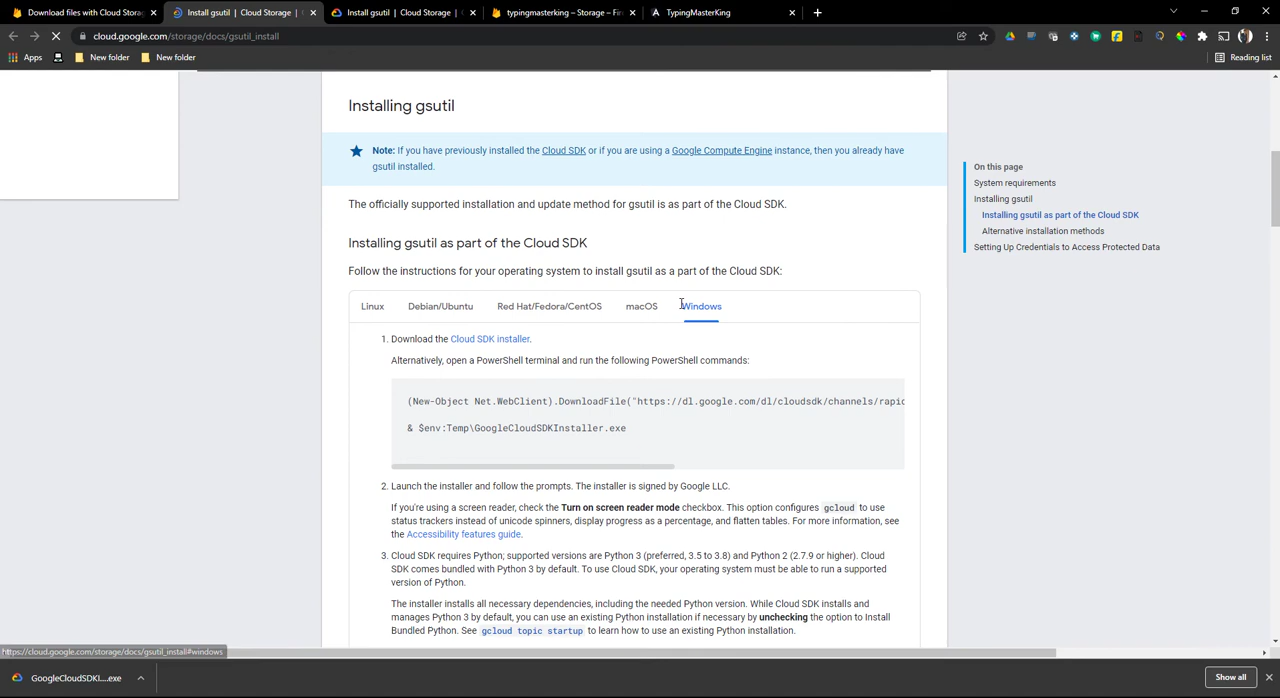 Download files with Cloud Storag
Install gsutil | Cloud Storage |
Install gsutil | Cloud Storage |
typingmasterking – Storage – Fir
TypingMasterKing
cloud.google.com/storage/docs/gsutil_install
Apps
New folder
New folder
Reading list
Installing gsutil
Note: If you have previously installed the Cloud SDK or if you are using a Google Compute Engine instance, then you already have
gsutil installed.
The officially supported installation and update method for gsutil is as part of the Cloud SDK.
Installing gsutil as part of the Cloud SDK
Follow the instructions for your operating system to install gsutil as a part of the Cloud SDK:
Linux Debian/Ubuntu Red Hat/Fedora/CentOS macOS Windows
1. Download the Cloud SDK installer.
Alternatively, open a PowerShell terminal and run the following PowerShell commands:
(New-Object Net.WebClient).DownloadFile("https://dl.google.com/dl/cloudsdk/channels/rapid
& $env:Temp\GoogleCloudSDKInstaller.exe
2. Launch the installer and follow the prompts. The installer is signed by Google LLC.
If you're using a screen reader, check the Turn on screen reader mode checkbox. This option configures gcloud to use
status trackers instead of unicode spinners, display progress as a percentage, and flatten tables. For more information, see
the Accessibility features guide.
3. Cloud SDK requires Python; supported versions are Python 3 (preferred, 3.5 to 3.8) and Python 2 (2.7.9 or higher). Cloud
SDK comes bundled with Python 3 by default. To use Cloud SDK, your operating system must be able to run a supported
version of Python.
The installer installs all necessary dependencies, including the needed Python version. While Cloud SDK installs and
manages Python 3 by default, you can use an existing Python installation if necessary by unchecking the option to Install
Bundled Python. See gcloud topic startup to learn how to use an existing Python installation.
On this page
System requirements
Installing gsutil
Installing gsutil as part of the Cloud SDK
Alternative installation methods
Setting Up Credentials to Access Protected Data
https://cloud.google.com/storage/docs/gsutil_install#windows
GoogleCloudSDKI....exe
Show all